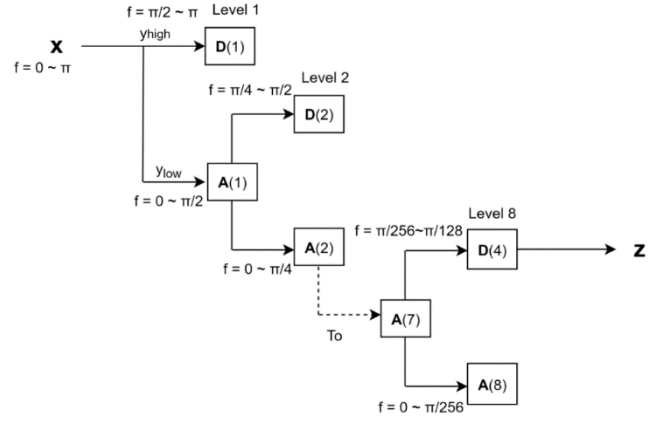 f = π/2 ~ π Level 1
X
yhigh
D(1)
f = 0 ~ π
Level 2
f = π/4 ~ π/2
D(2)
ylow
A(1)
f = 0 ~ π/2
Level 8
f = π/256~π/128
A(2)
D(4)
Z
f = 0 ~ π/4
A(7)
To
A(8)
f = 0 ~ π/256